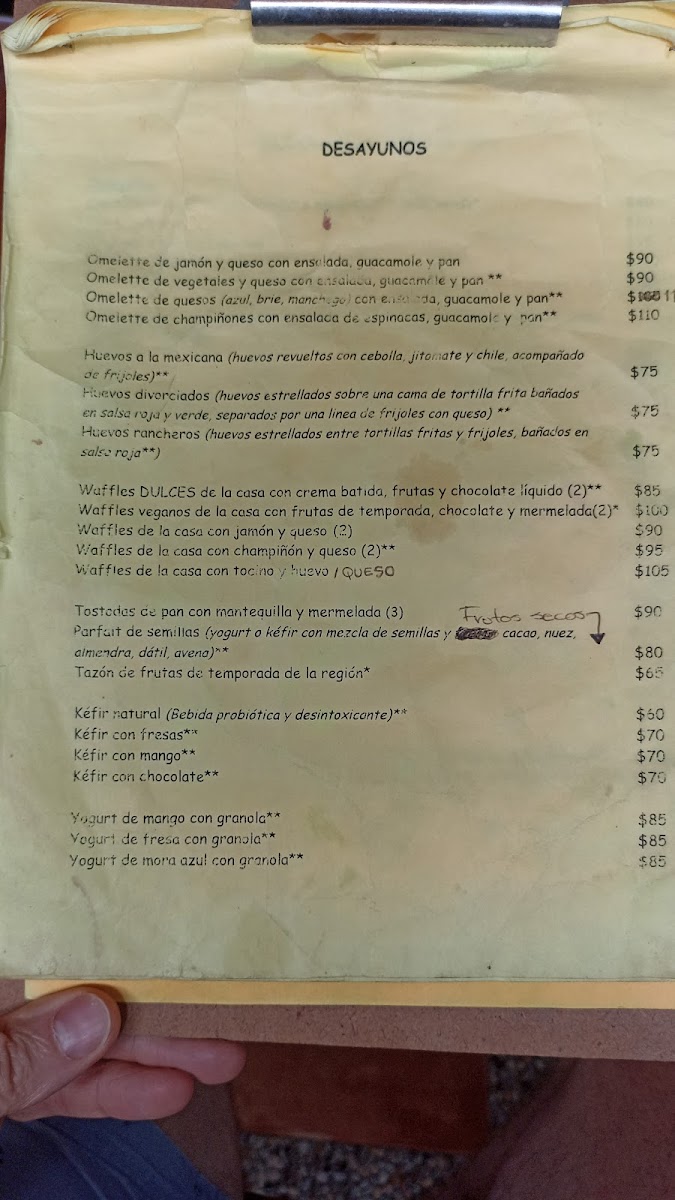 DESAYUNOS
Omelette de jamón y queso con ensalada, guacamole y pan $90
Omelette de vegetales y queso con ensalada, guacamole y pan ** $90
Omelette de quesos (azul, brie, manchego) con ensalada, guacamole y pan**
Omelette de champiñones con ensalaca de espinacas, guacamole y pan** $110
Huevos a la mexicana (huevos revueltos con cebolla, jitomate y chile, acompañado
de frijoles)** $75
Huevos divorciados (huevos estrellados sobre una cama de tortilla frita bañados
en salsa roja y verde, separados por una linea de frijoles con queso) ** $75
Huevos rancheros (huevos estrellados entre tortillas fritas y frijoles, bañados en
salsa roja**) $75
Waffles DULCES de la casa con crema batida, frutas y chocolate líquido (2)** $85
Waffles veganos de la casa con frutas de temporada, chocolate y mermelada(2)* $100
Waffles de la casa con jamón y queso (2) $90
Waffles de la casa con champiñón y queso (2)** $95
Waffles de la casa con tocino y huevo / QUESO $105
Tostadas de pan con mantequilla y mermelada (3) $90
Frutos secos
Parfait de semillas (yogurt o kéfir con mezcla de semillas y cacao, nuez,
almendra, dátil, avena)** $80
Tazón de frutas de temporada de la región* $65
Kéfir natural (Bebida probiótica y desintoxicante)** $60
Kéfir con fresas** $70
Kéfir con mango** $70
Kéfir con chocolate** $70
Yogurt de mango con granola** $85
Yogurt de fresa con granola** $85
Yogurt de mora azul con granola** $85